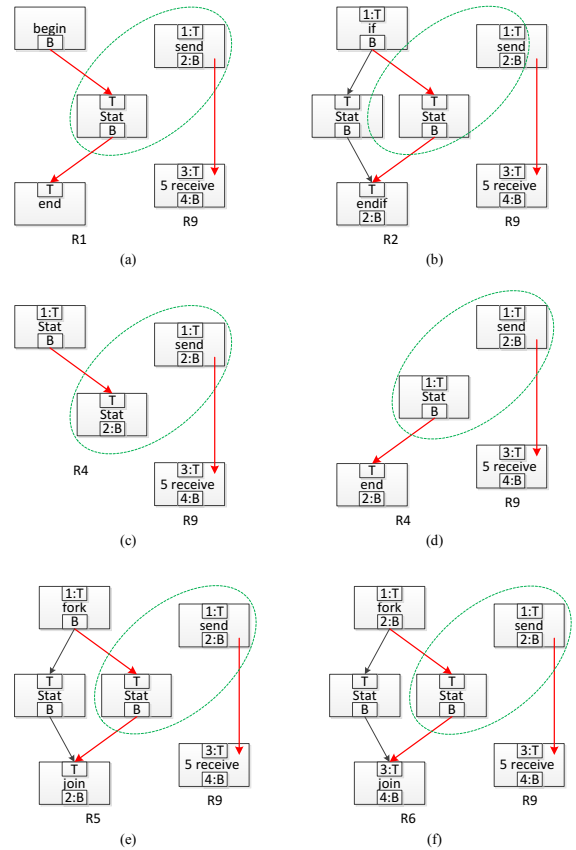 begin
B
1:T
send
2:B
T
Stat
B
T
end
3:T
5 receive
4:B
R1
R9
(a)
1:T
if
B
1:T
send
2:B
T
Stat
B
T
Stat
B
T
endif
2:B
3:T
5 receive
4:B
R2
R9
(b)
1:T
Stat
B
1:T
send
2:B
T
Stat
2:B
R4
3:T
5 receive
4:B
R9
(c)
1:T
send
2:B
1:T
Stat
B
T
end
2:B
3:T
5 receive
4:B
R4
R9
(d)
1:T
fork
B
1:T
send
2:B
T
Stat
B
T
Stat
B
T
join
2:B
3:T
5 receive
4:B
R5
R9
(e)
1:T
fork
2:B
1:T
send
2:B
T
Stat
B
T
Stat
B
3:T
join
4:B
3:T
5 receive
4:B
R6
R9
(f)